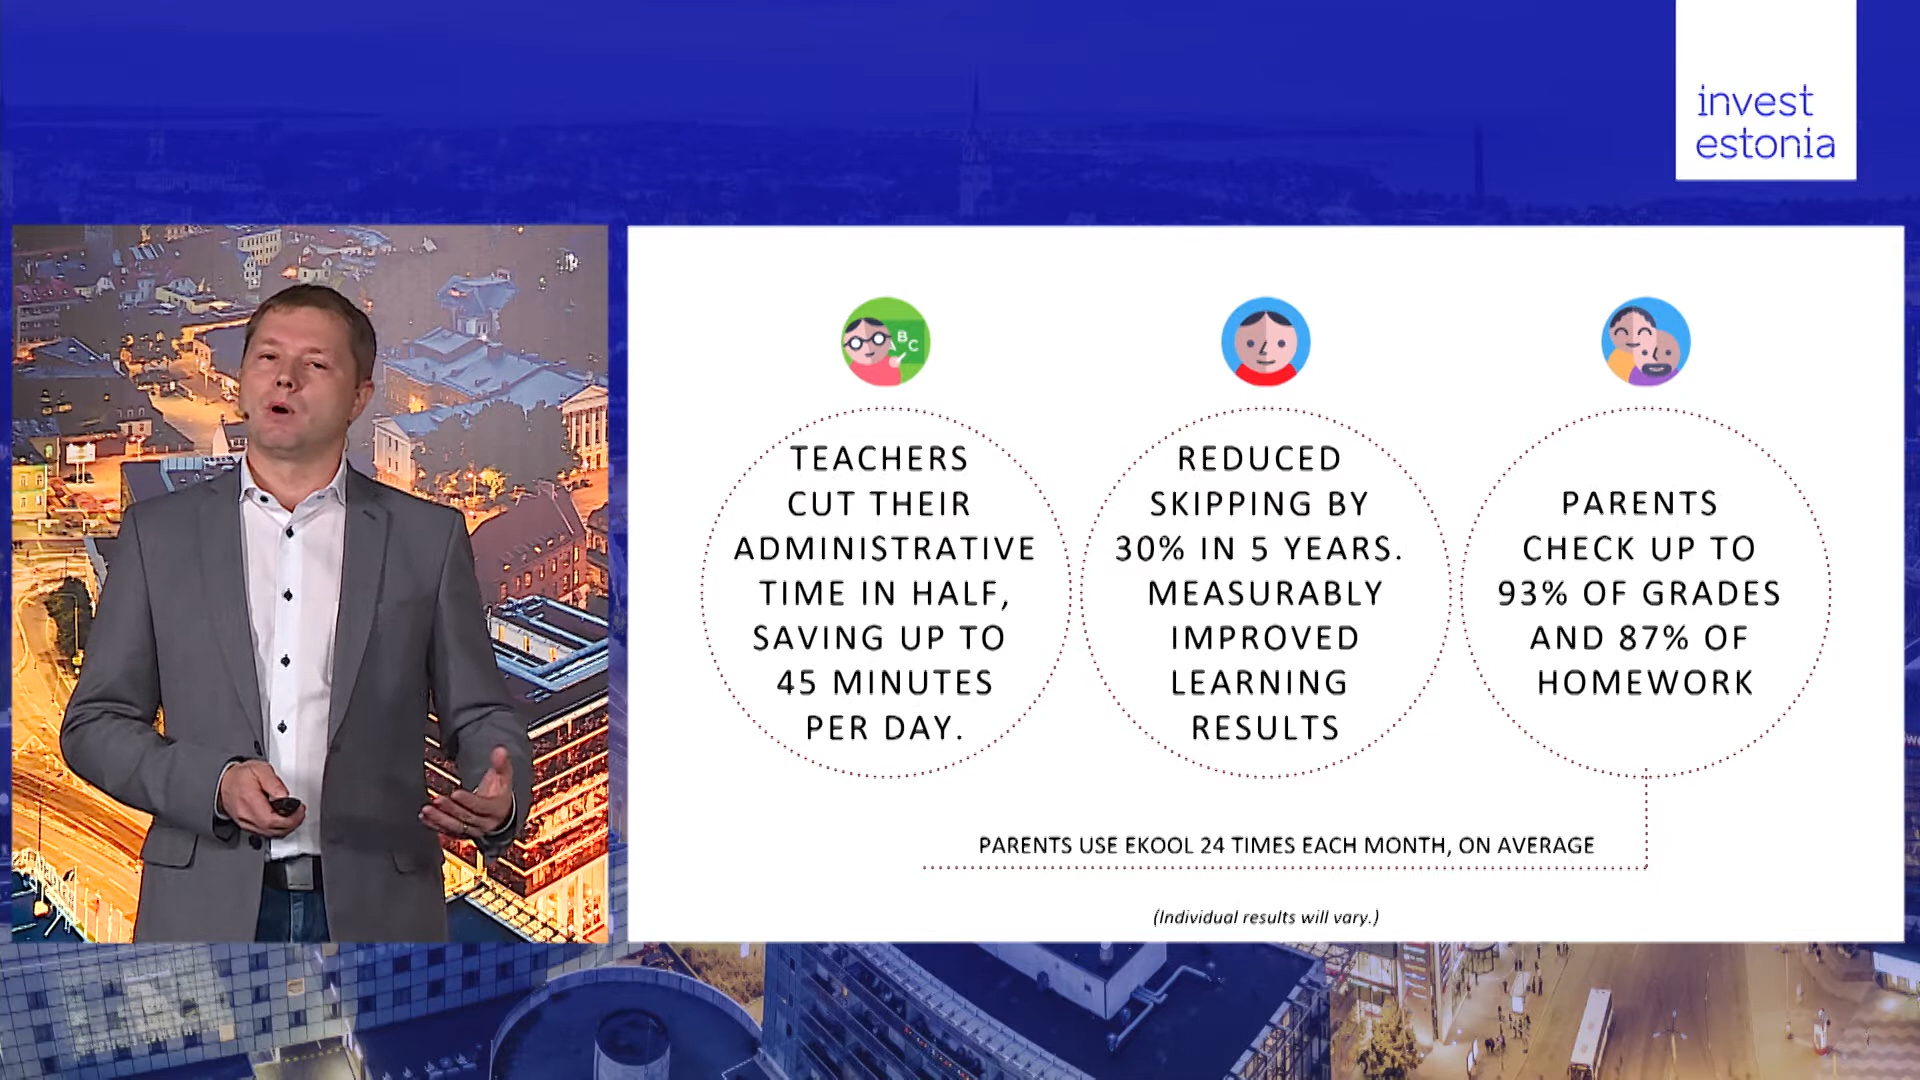 invest
estonia
B
C
TEACHERS
CUT THEIR
ADMINISTRATIVE
TIME IN HALF,
SAVING UP TO
45 MINUTES
PER DAY.
REDUCED
SKIPPING BY
30% IN 5 YEARS.
MEASURABLY
IMPROVED
LEARNING
RESULTS
PARENTS
CHECK UP TO
93% OF GRADES
AND 87% OF
HOMEWORK
PARENTS USE EKOOL 24 TIMES EACH MONTH, ON AVERAGE
(Individual results will vary.)